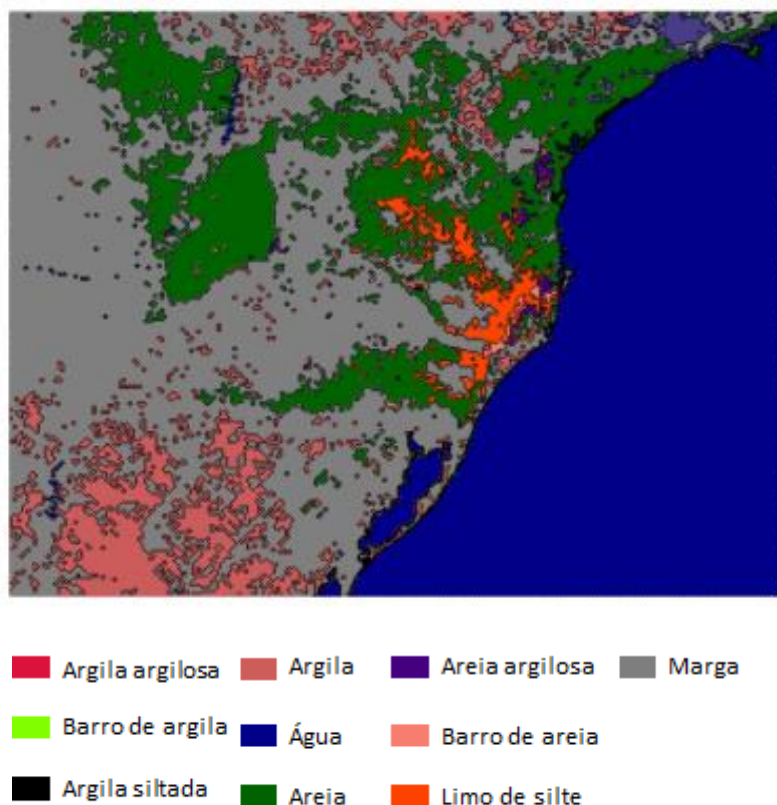 Argila argilosa
Argila
Areia argilosa
Marga
Barro de argila
Água
Barro de areia
Argila siltada
Areia
Limo de silte